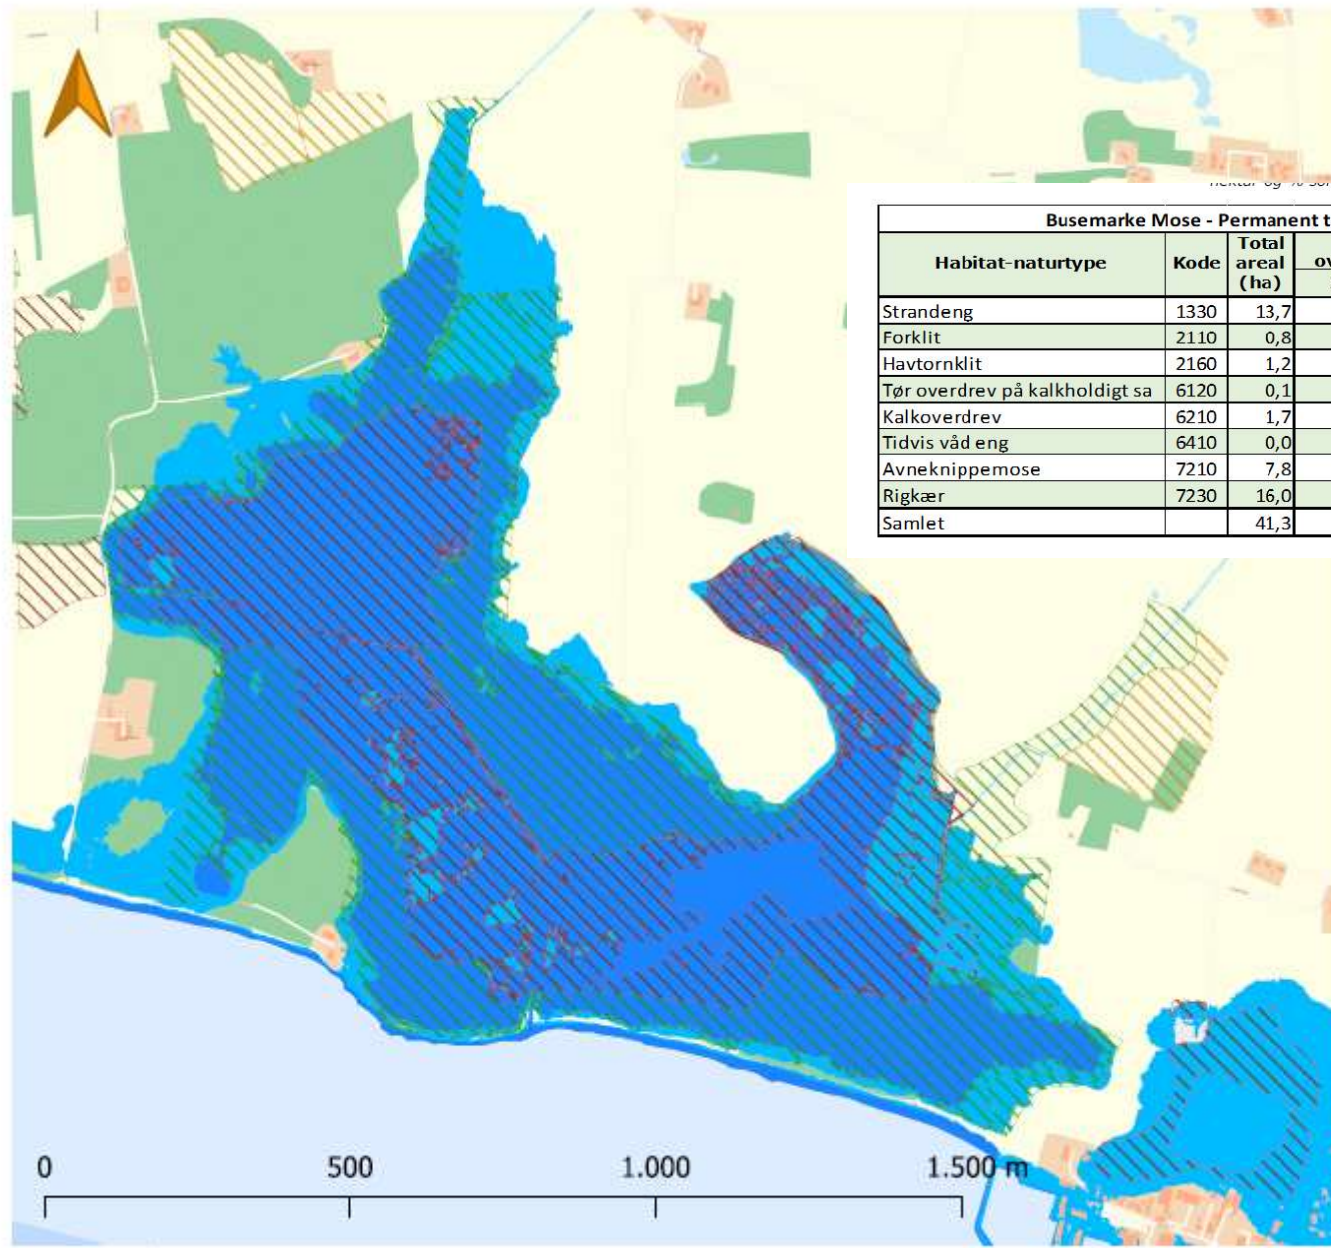 Busemarke Mose - Permanent t
Habitat-naturtype Kode Total areal (ha) ov
Strandeng 1330 13,7
Forklit 2110 0,8
Havtornklit 2160 1,2
Tør overdrev på kalkholdigt sa 6120 0,1
Kalkoverdrev 6210 1,7
Tidvis våd eng 6410 0,0
Avneknippemose 7210 7,8
Rigkær 7230 16,0
Samlet 41,3
0 500 1.000 1.500 m